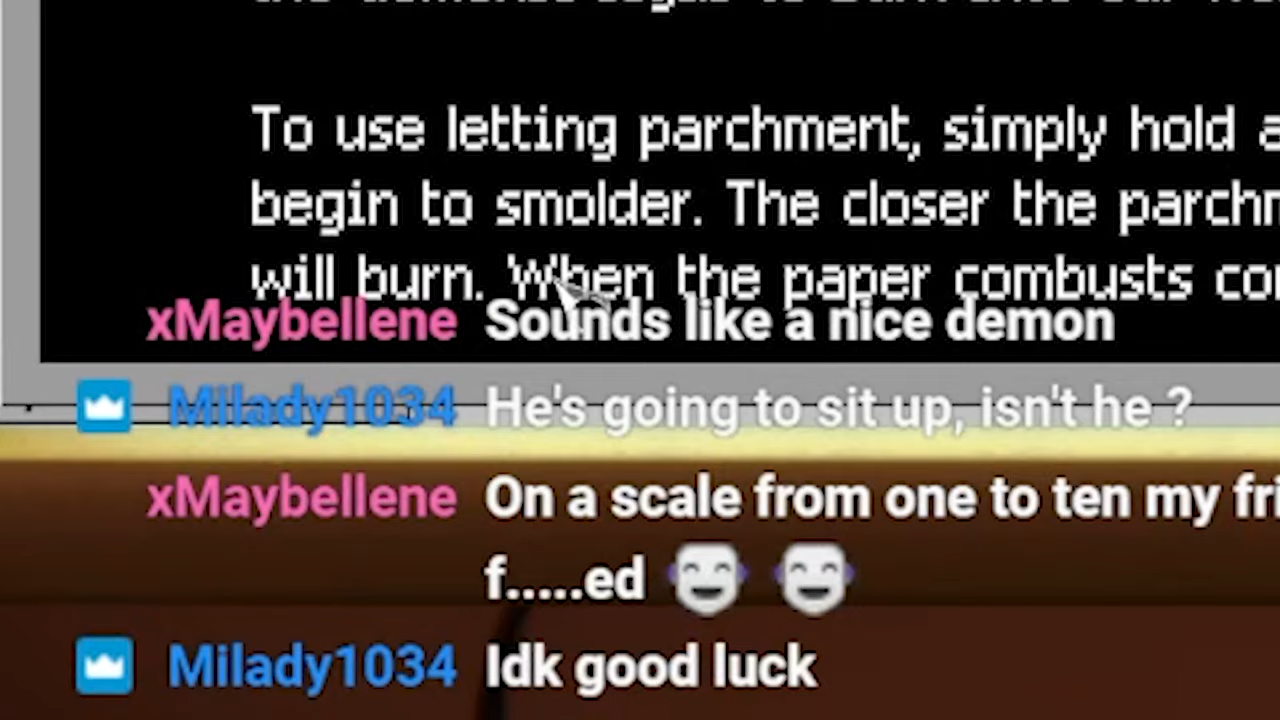 To use letting parchment, simply hold a
begin to smolder. The closer the parchm
will burn. When the paper combusts co
xMaybellene Sounds like a nice demon
Milady1034 He's going to sit up, isn't he ?
xMaybellene On a scale from one to ten my fri
f.....ed
Milady1034 Idk good luck